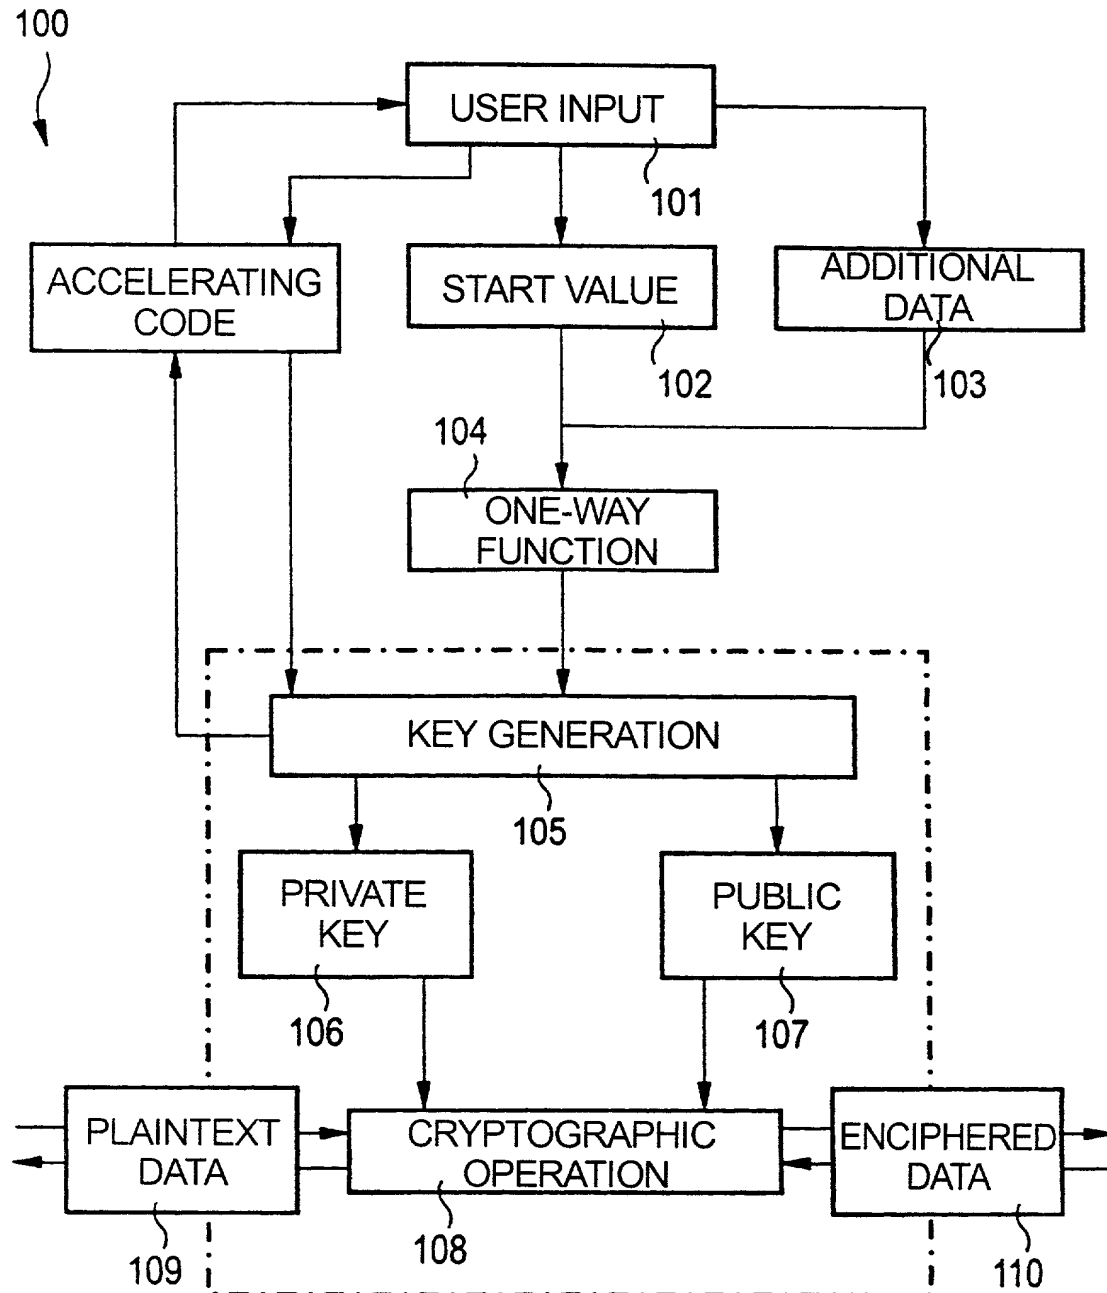 100
USER INPUT
101
ACCELERATING
CODE
START VALUE
102
ADDITIONAL
DATA
103
104
ONE-WAY
FUNCTION
KEY GENERATION
105
PRIVATE
KEY
106
PUBLIC
KEY
107
PLAINTEXT
DATA
109
CRYPTOGRAPHIC
OPERATION
108
ENCIPHERED
DATA
110